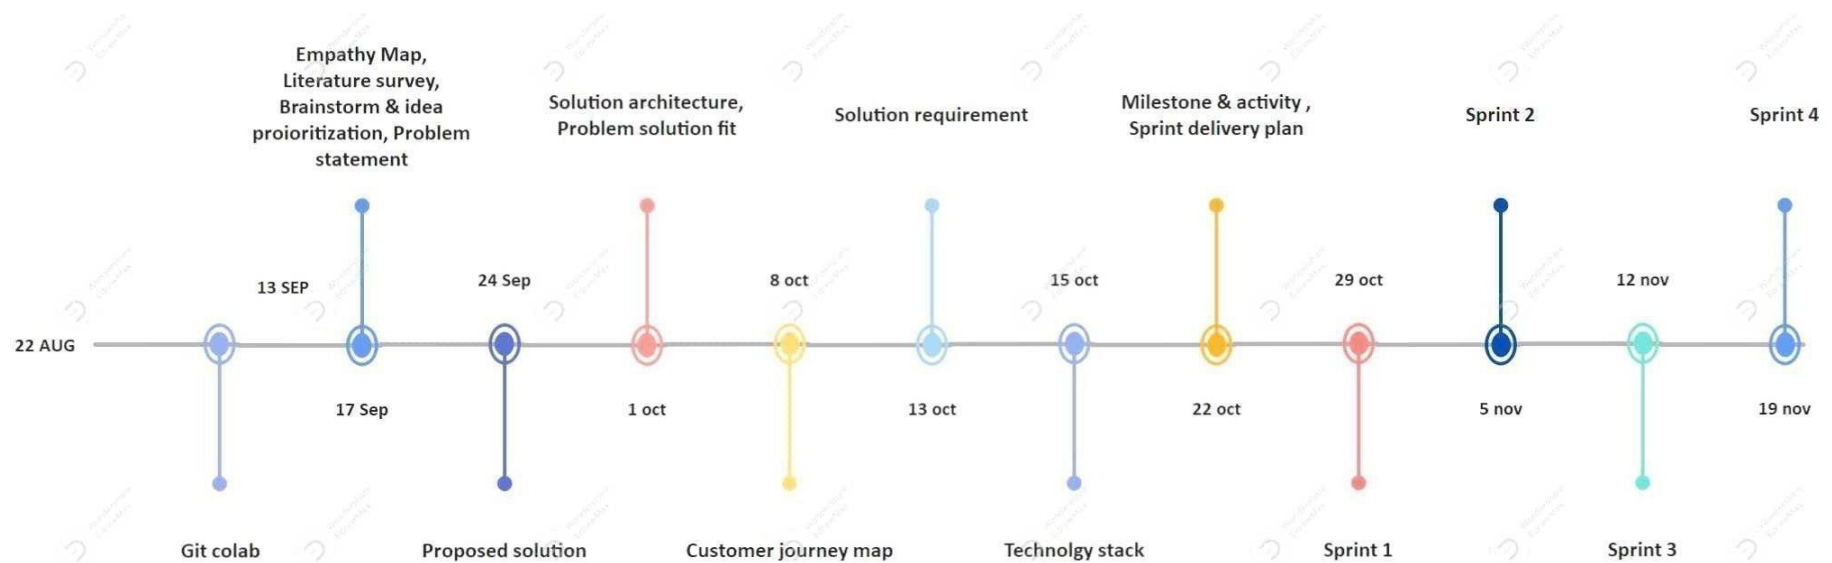 Empathy Map,
Literature survey,
Brainstorm & idea
proioritization, Problem
statement
Solution architecture,
Problem solution fit
Solution requirement
Milestone & activity ,
Sprint delivery plan
Sprint 2
Sprint 4
13 SEP
24 Sep
8 oct
15 oct
29 oct
12 nov
22 AUG
17 Sep
1 oct
13 oct
22 oct
5 nov
19 nov
Git colab
Proposed solution
Customer journey map
Technolgy stack
Sprint 1
Sprint 3